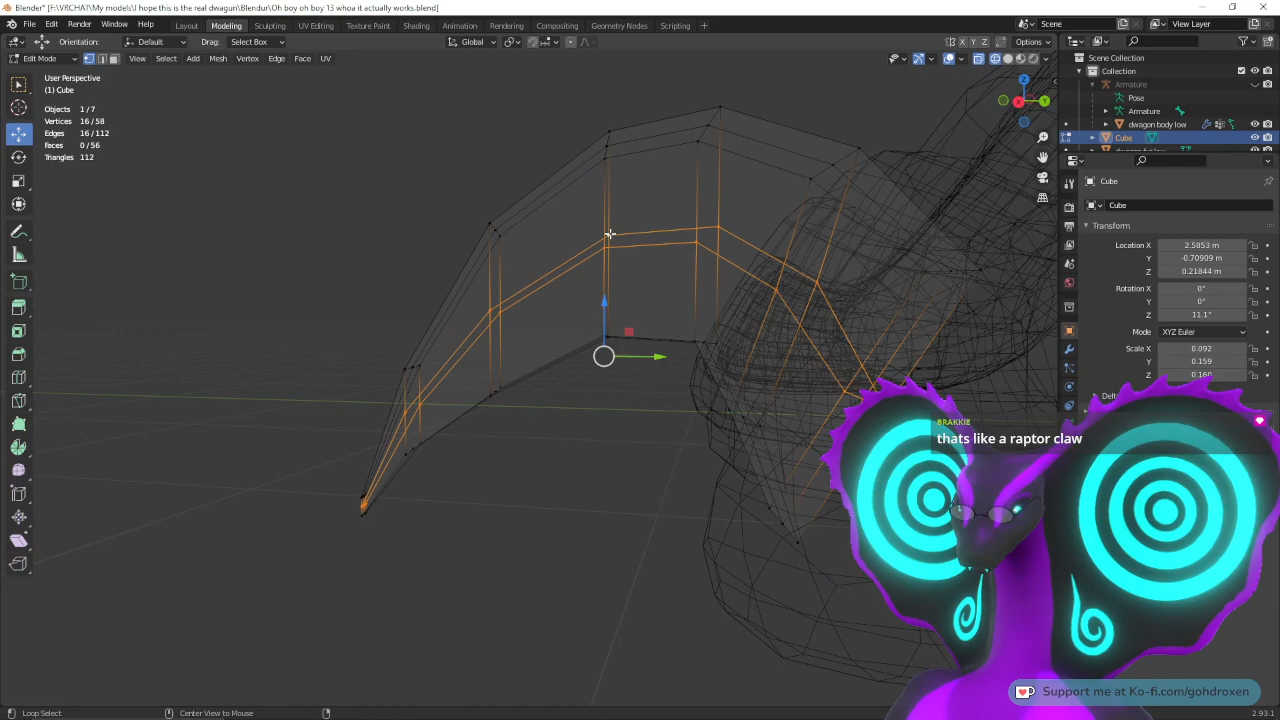 Blender* [F:\VRCHAT\My models\I hope this is the real dwagun\Blendur\Oh boy oh boy 13 whoa it actually works.blend]
File Edit Render Window Help Layout Modeling Sculpting UV Editing Texture Paint Shading Animation Rendering Compositing Geometry Nodes Scripting + Scene View Layer
Orientation: Default Drag: Select Box Global X Y Z Options
Edit Mode View Select Add Mesh Vertex Edge Face UV
User Perspective
(1) Cube
Objects 1/7
Vertices 16/58
Edges 16/112
Faces 0/56
Triangles 112
Z
X
Y
Scene Collection
Collection
Armature
Pose
Armature
dwagon body low
Cube
Cube
Cube
Transform
Location X 2.5853 m
Y -0.70909 m
Z 0.21844 m
Rotation X 0°
Y 0°
Z 11.1°
Mode XYZ Euler
Scale X 0.092
Y 0.159
Z 0.160
BRAKKIE
thats like a raptor claw
Support me at Ko-fi.com/gohdroxen
Loop Select Center View to Mouse 2.93.1